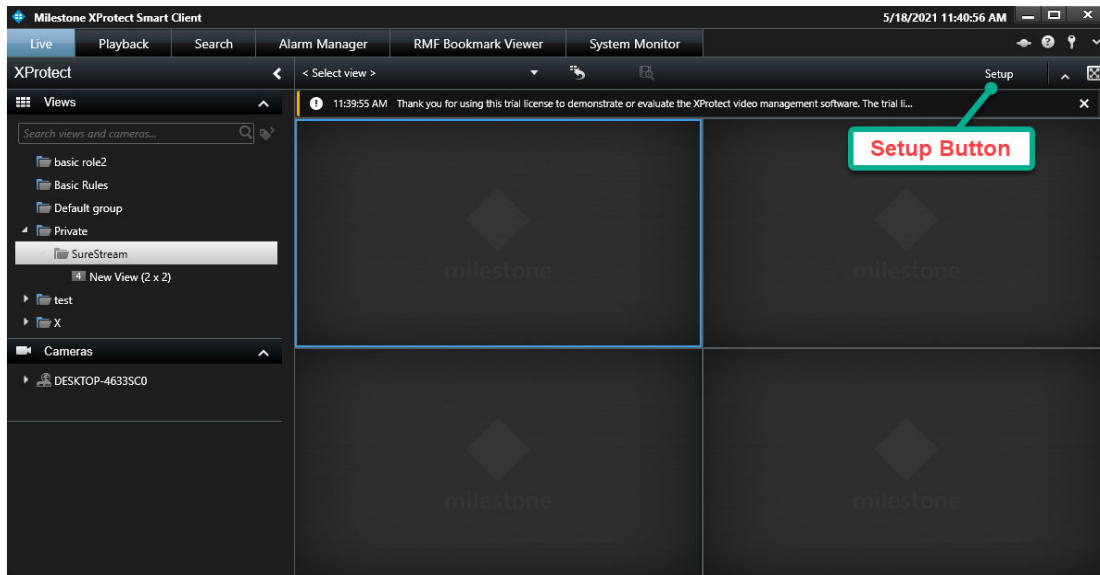 Milestone XProtect Smart Client
5/18/2021 11:40:56 AM
Live Playback Search Alarm Manager RMF Bookmark Viewer System Monitor
XProtect
< Select view >
Setup
Views
11:39:55 AM Thank you for using this trial license to demonstrate or evaluate the XProtect video management software. The trial li...
Search views and cameras...
Setup Button
basic role2
Basic Rules
Default group
Private
SureStream
4 New View (2 x 2)
test
X
Cameras
DESKTOP-4633SC0
milestone
milestone
milestone
milestone